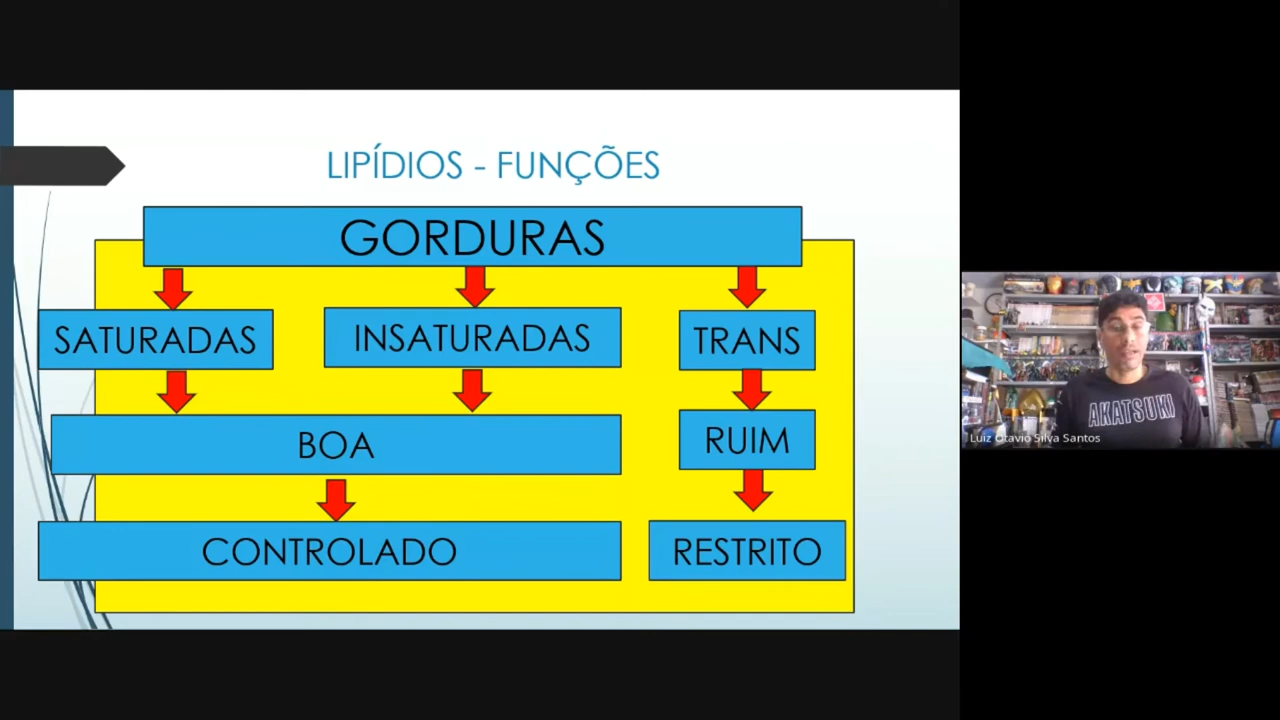 LIPÍDIOS - FUNÇÕES
GORDURAS
SATURADAS
INSATURADAS
TRANS
BOA
RUIM
CONTROLADO
RESTRITO
AKATSUKI
Luiz Otavio Silva Santos